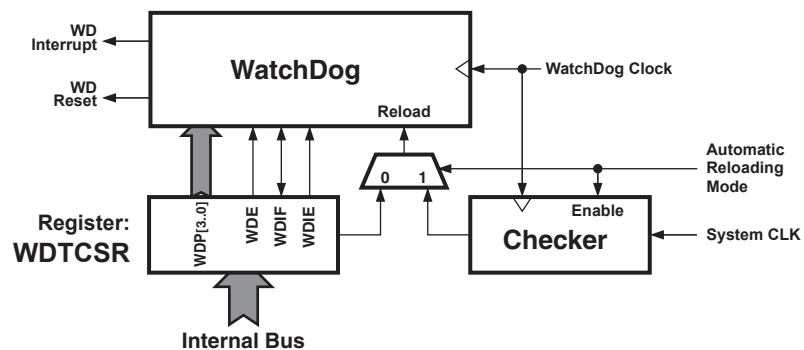 WD
Interrupt
WD
Reset
WatchDog
Reload
WatchDog Clock
0 1
Automatic
Reloading
Mode
Register:
WDTCSR
WDP[3..0]
WDE
WDIF
WDIE
Enable
Checker
System CLK
Internal Bus